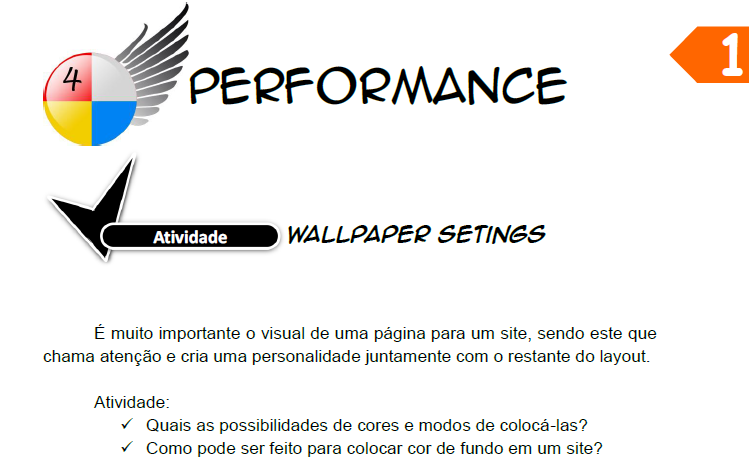 4
PERFORMANCE
1
Atividade
WALLPAPER SETINGS
É muito importante o visual de uma página para um site, sendo este que
chama atenção e cria uma personalidade juntamente com o restante do layout.
Atividade:
✓ Quais as possibilidades de cores e modos de colocá-las?
✓ Como pode ser feito para colocar cor de fundo em um site?